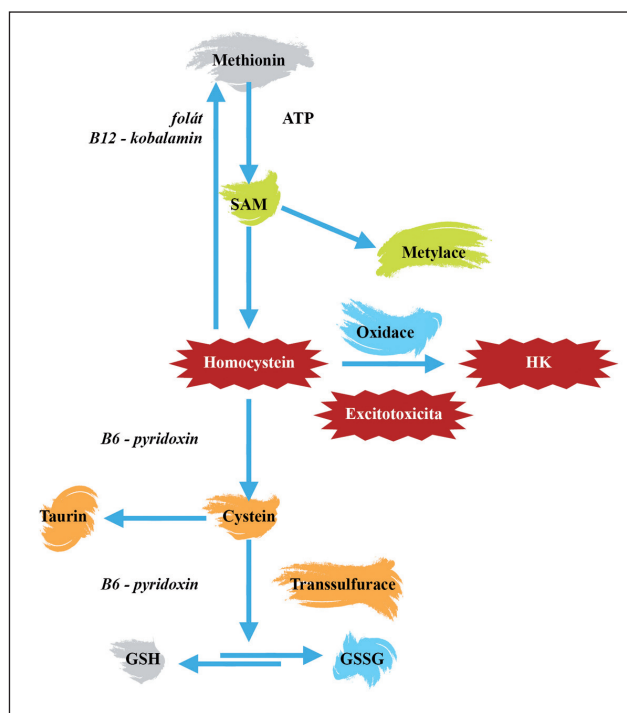 Methionin
folát
B12 - kobalamin
ATP
SAM
Metylace
Oxidace
Homocystein
HK
Excitotoxicita
B6 - pyridoxin
Taurin
Cystein
B6 - pyridoxin
Transsulfurace
GSH
GSSG